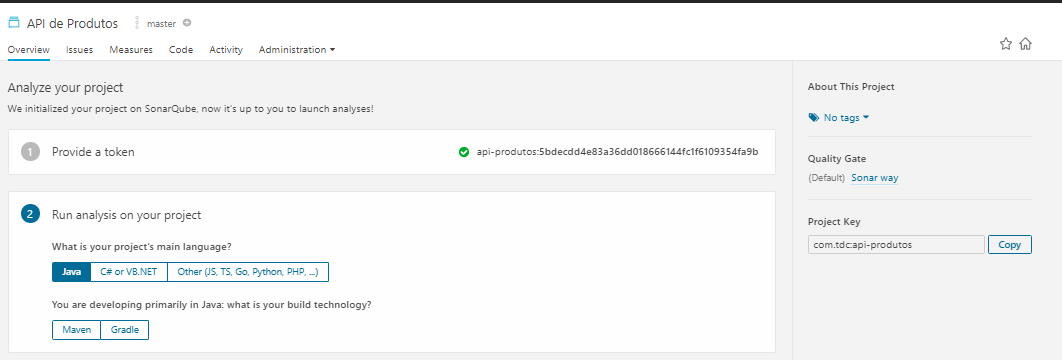 API de Produtos master
Overview Issues Measures Code Activity Administration
Analyze your project
We initialized your project on SonarQube, now it's up to you to launch analyses!
1 Provide a token api-produtos:5bdecdd4e83a36dd018666144fc1f6109354fa9b
2 Run analysis on your project
What is your project's main language?
Java C# or VB.NET Other (JS, TS, Go, Python, PHP, ...)
You are developing primarily in Java: what is your build technology?
Maven Gradle
About This Project
No tags
Quality Gate
(Default) Sonar way
Project Key
com.tdc:api-produtos Copy